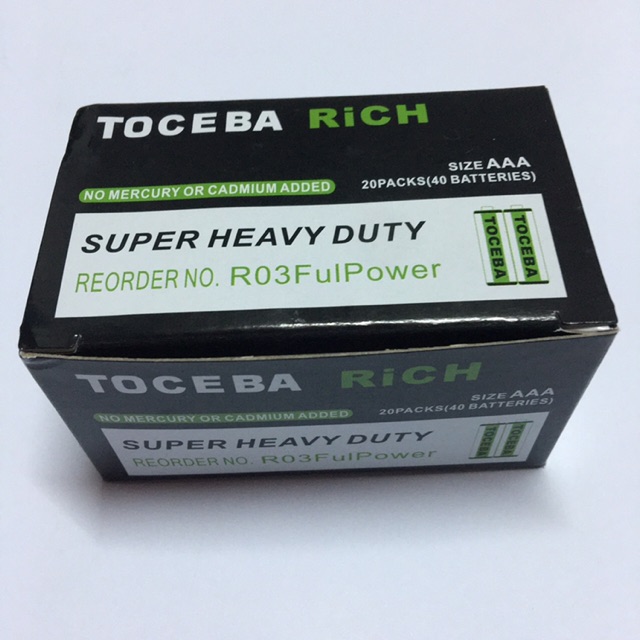 TOCEBA RiCH
SIZE AAA
NO MERCURY OR CADMIUM ADDED
20PACKS(40 BATTERIES)
SUPER HEAVY DUTY
REORDER NO. R03FulPower
TOCEBA
TOCEBA
TOCEBA RiCH
SIZE AAA
NO MERCURY OR CADMIUM ADDED
20PACKS(40 BATTERIES)
SUPER HEAVY DUTY
REORDER NO. R03FulPower
TOCEBA
TOCEBA